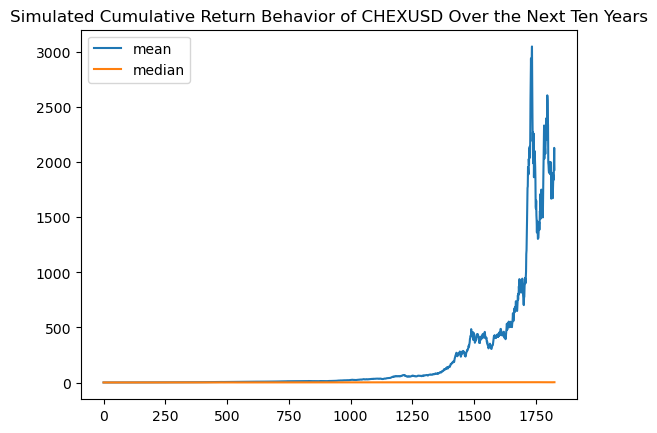 Simulated Cumulative Return Behavior of CHEXUSD Over the Next Ten Years
mean
median
3000
2500
2000
1500
1000
500
0
0 250 500 750 1000 1250 1500 1750